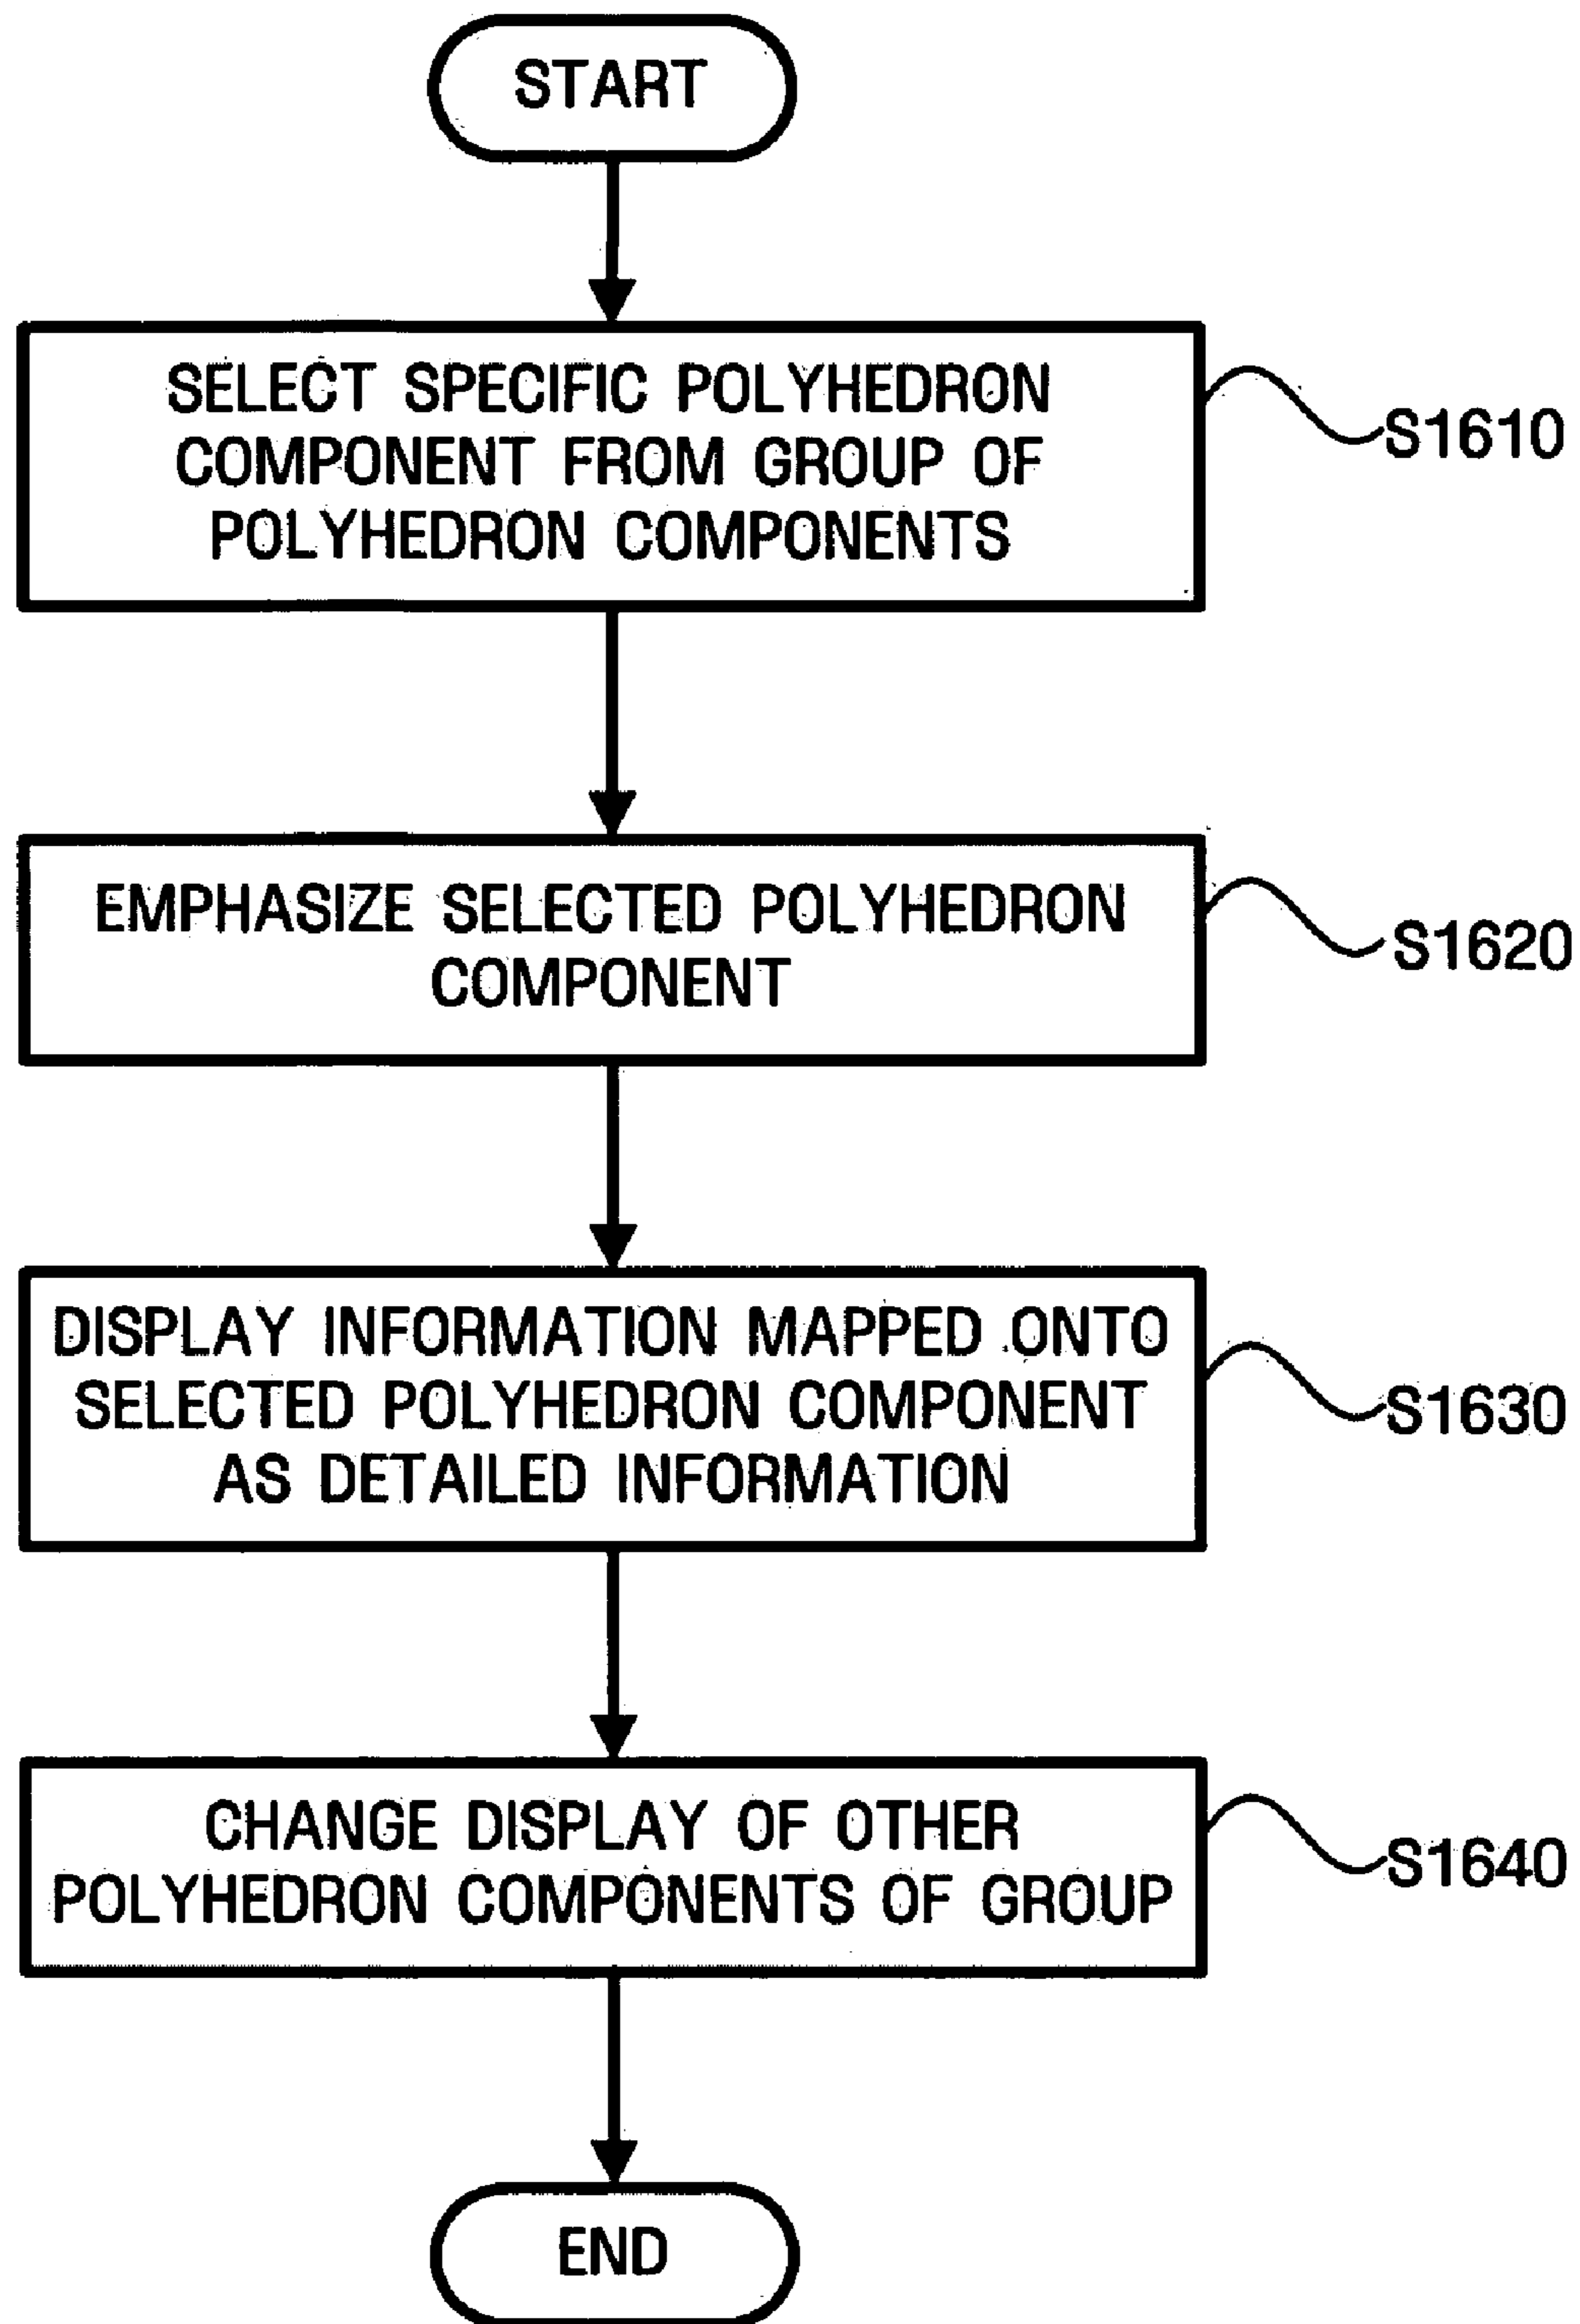 START
SELECT SPECIFIC POLYHEDRON
COMPONENT FROM GROUP OF
POLYHEDRON COMPONENTS
S1610
EMPHASIZE SELECTED POLYHEDRON
COMPONENT
S1620
DISPLAY INFORMATION MAPPED ONTO
SELECTED POLYHEDRON COMPONENT
AS DETAILED INFORMATION
S1630
CHANGE DISPLAY OF OTHER
POLYHEDRON COMPONENTS OF GROUP
S1640
END